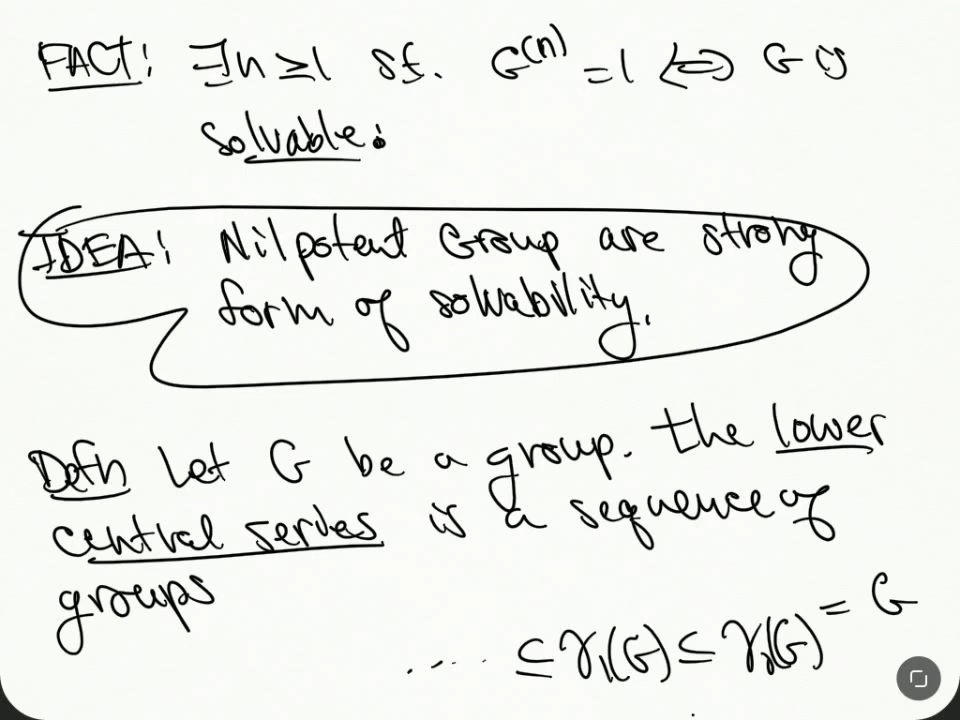 FACT! ∃n ≥1 st. G^(n) = 1 ⟺ G is
solvable.
IDEA! Nilpotent Group are strong
form of solvability.
Defn Let G be a group. The lower
central series is a sequence of
groups
.... ⊆ γ₁(G) ⊆ γ₀(G) = G